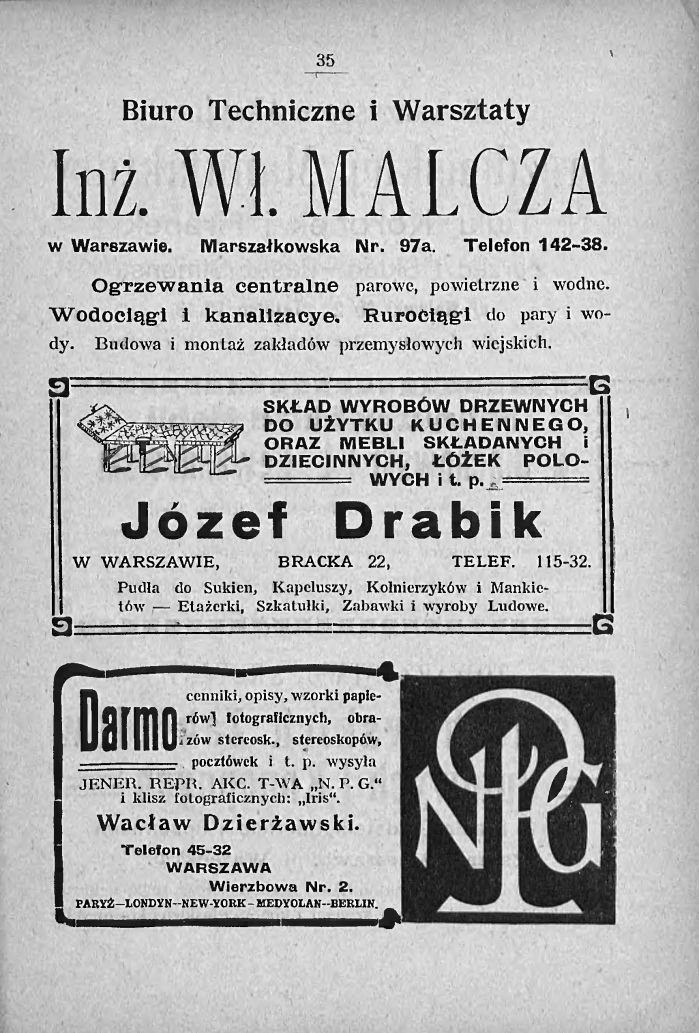 35
Biuro Techniczne i Warsztaty
Inż. Wł. MALCZA
w Warszawie. Marszałkowska Nr. 97a. Telefon 142-38.
Ogrzewania centralne parowe, powietrzne i wodne.
Wodociągi i kanalizacye. Rurociągi do pary i wo-
dy. Budowa i montaż zakładów przemysłowych wiejskich.
SKŁAD WYROBÓW DRZEWNYCH
DO UŻYTKU KUCHENNEGO,
ORAZ MEBLI SKŁADANYCH i
DZIECINNYCH, ŁÓŻEK POLO-
WYCH i t. p.
Józef Drabik
W WARSZAWIE, BRACKA 22, TELEF. 115-32.
Pudła do Sukien, Kapeluszy, Kołnierzyków i Mankie-
tów — Etażerki, Szkatułki, Zabawki i wyroby Ludowe.
Darmo cenniki, opisy, wzorki papie-
rów] fotograficznych, obra-
zów stereosk., stereoskopów,
pocztówek i t. p. wysyła
JENER. REPR. AKC. T-WA „N. P. G.“
i klisz fotograficznych: „Iris“.
Wacław Dzierżawski.
Telefon 45-32
WARSZAWA
Wierzbowa Nr. 2.
PARYŻ—LONDYN--NEW-YORK-MEDYOLAN--BERLIN.
NPG